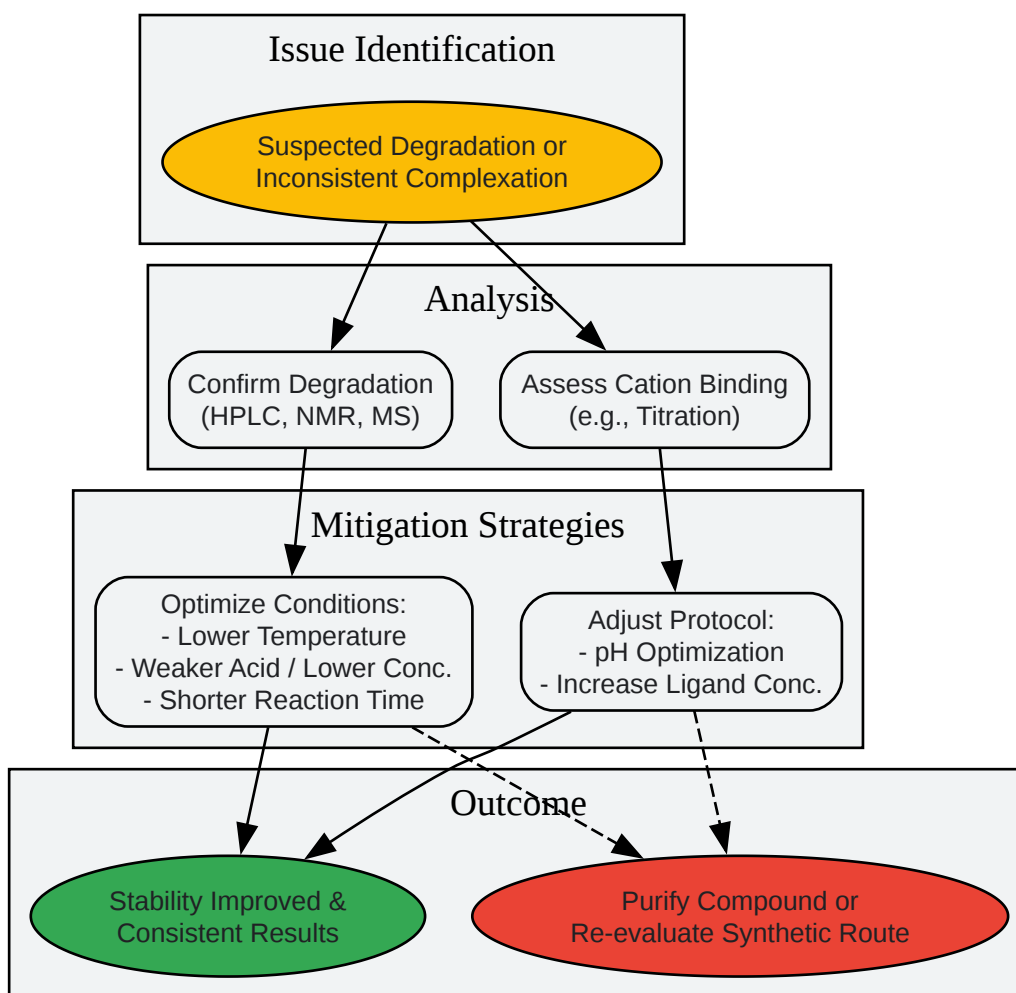 Issue Identification
Suspected Degradation or
Inconsistent Complexation
Analysis
Confirm Degradation
(HPLC, NMR, MS)
Assess Cation Binding
(e.g., Titration)
Mitigation Strategies
Optimize Conditions:
- Lower Temperature
- Weaker Acid / Lower Conc.
- Shorter Reaction Time
Adjust Protocol:
- pH Optimization
- Increase Ligand Conc.
Outcome
Stability Improved &
Consistent Results
Purify Compound or
Re-evaluate Synthetic Route